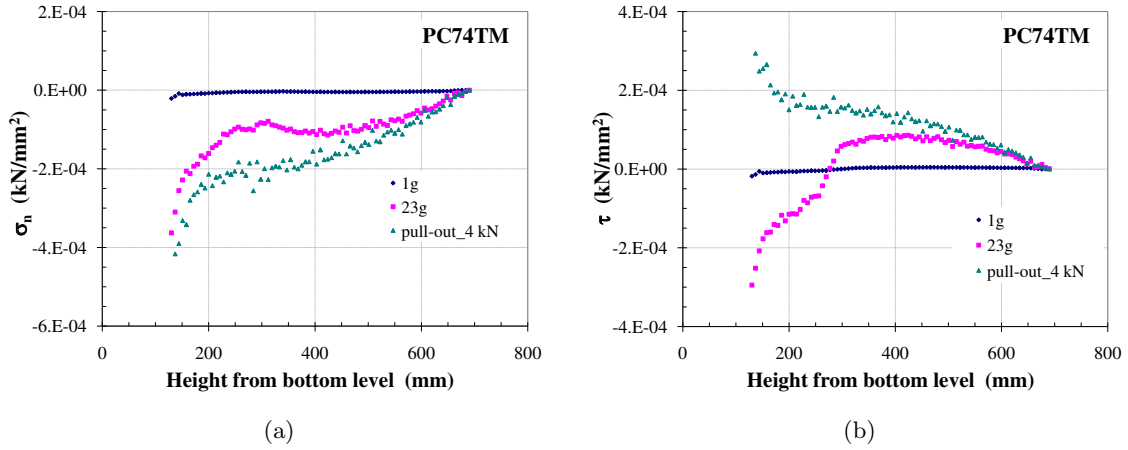 PC74TM
2.E-04
0.E+00
-2.E-04
-4.E-04
-6.E-04
σn (kN/mm²)
1g
23g
pull-out_4 kN
0 200 400 600 800
Height from bottom level (mm)
(a)
PC74TM
4.E-04
2.E-04
0.E+00
-2.E-04
-4.E-04
τ (kN/mm²)
1g
23g
pull-out_4 kN
0 200 400 600 800
Height from bottom level (mm)
(b)